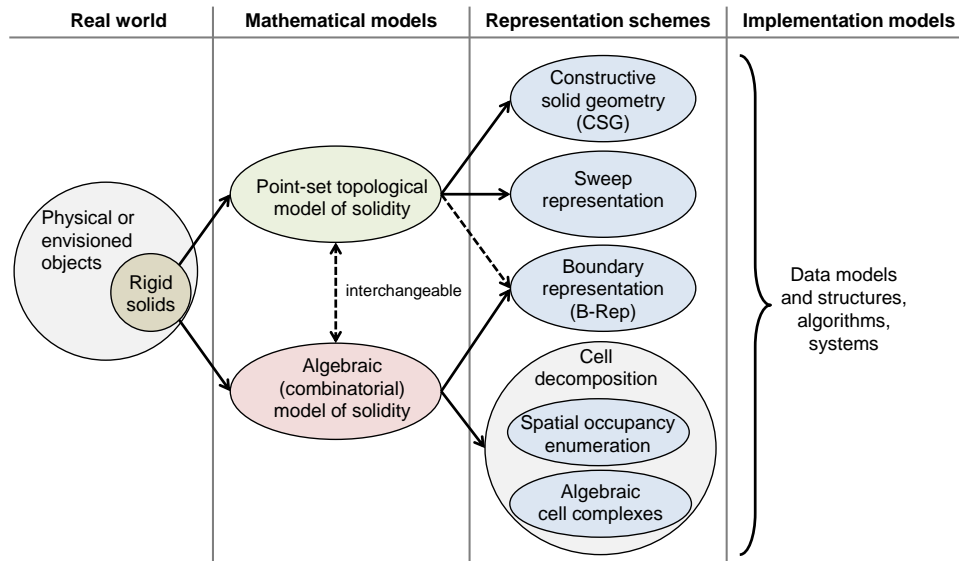 Real world
Mathematical models
Representation schemes
Implementation models
Physical or
envisioned
objects
Rigid
solids
Point-set topological
model of solidity
interchangeable
Algebraic
(combinatorial)
model of solidity
Constructive
solid geometry
(CSG)
Sweep
representation
Boundary
representation
(B-Rep)
Cell
decomposition
Spatial occupancy
enumeration
Algebraic
cell complexes
Data models
and structures,
algorithms,
systems